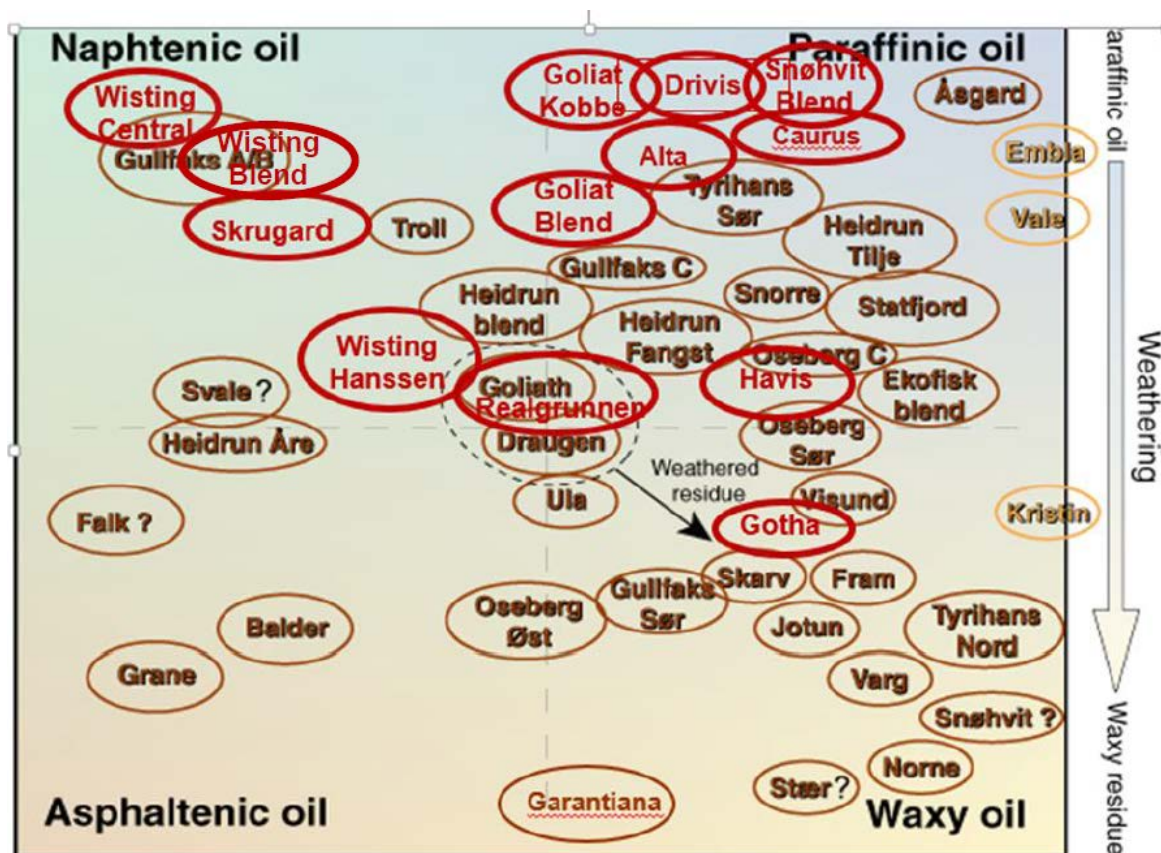 Naphtenic oil
Paraffinic oil
Wisting
Central
Gullfaks A/B
Wisting
Blend
Skrugard
Troll
Goliat
Kobbe
Drivis
Snøhvit
Blend
Åsgard
Caurus
Embla
Alta
Tyrihans
Sør
Vale
Goliat
Blend
Heidrun
Tilje
Gullfaks C
Heidrun
blend
Snorre
Statfjord
Heidrun
Fangst
Oseberg C
Wisting
Hanssen
Svale ?
Goliath
Realgrunnen
Havis
Ekofisk
blend
Heidrun Åre
Draugen
Oseberg
Sør
Weathered
residue
Ula
Visund
Falk ?
Gotha
Kristin
Skarv
Fram
Gullfaks
Sør
Oseberg
Øst
Balder
Jotun
Tyrihans
Nord
Grane
Varg
Snøhvit ?
Norne
Stær ?
Garantiana
Asphaltenic oil
Waxy oil
araffinic oil
Weathering
Waxy residue